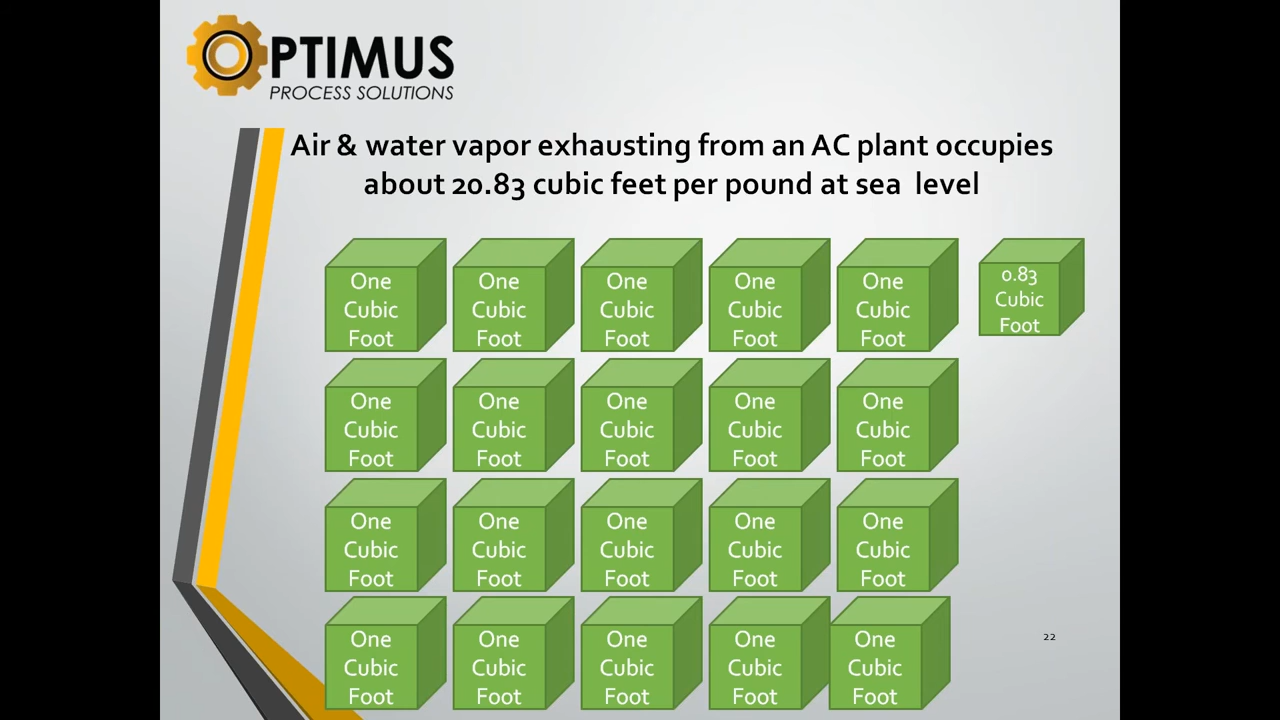 OPTIMUS
PROCESS SOLUTIONS
Air & water vapor exhausting from an AC plant occupies
about 20.83 cubic feet per pound at sea level
One
Cubic
Foot
One
Cubic
Foot
One
Cubic
Foot
One
Cubic
Foot
One
Cubic
Foot
0.83
Cubic
Foot
One
Cubic
Foot
One
Cubic
Foot
One
Cubic
Foot
One
Cubic
Foot
One
Cubic
Foot
One
Cubic
Foot
One
Cubic
Foot
One
Cubic
Foot
One
Cubic
Foot
One
Cubic
Foot
One
Cubic
Foot
One
Cubic
Foot
One
Cubic
Foot
One
Cubic
Foot
One
Cubic
Foot
22